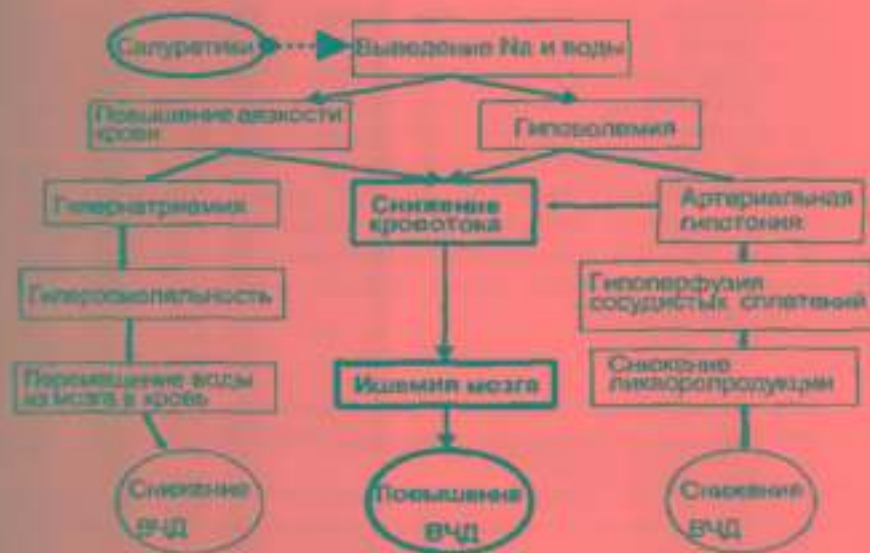 Салуретики
Выведение Na и воды
Повышение вязкости
крови
Гиповолемия
Гипернатриемия
Снижение
кровотока
Артериальная
гипотония
Гиперосмоляльность
Гипоперфузия
сосудистых сплетений
Перемещение воды
из мозга в кровь
Ишемия мозга
Снижение
ликворопродукции
Снижение
ВЧД
Повышение
ВЧД
Снижение
ВЧД